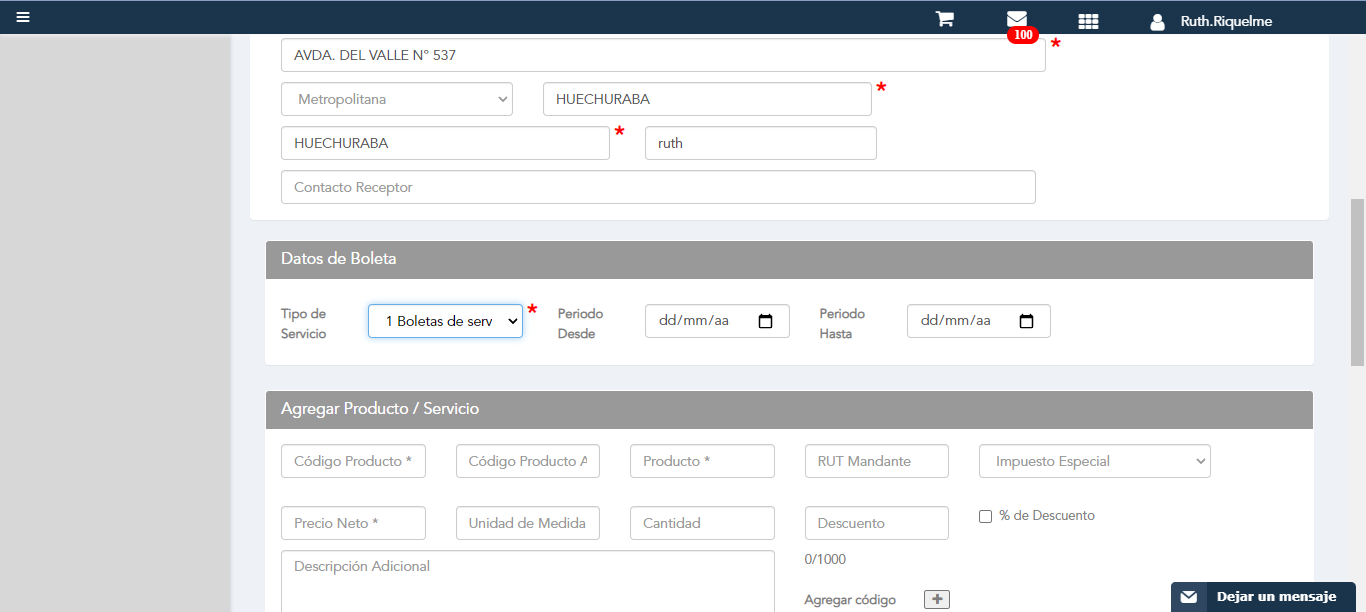 Ruth.Riquelme
100
AVDA. DEL VALLE N° 537 *
Metropolitana HUECHURABA *
HUECHURABA * ruth
Contacto Receptor
Datos de Boleta
Tipo de Servicio 1 Boletas de serv * Periodo Desde dd/mm/aa Periodo Hasta dd/mm/aa
Agregar Producto / Servicio
Código Producto * Código Producto A Producto * RUT Mandante Impuesto Especial
Precio Neto * Unidad de Medida Cantidad Descuento % de Descuento
Descripción Adicional
0/1000
Agregar código +
Dejar un mensaje